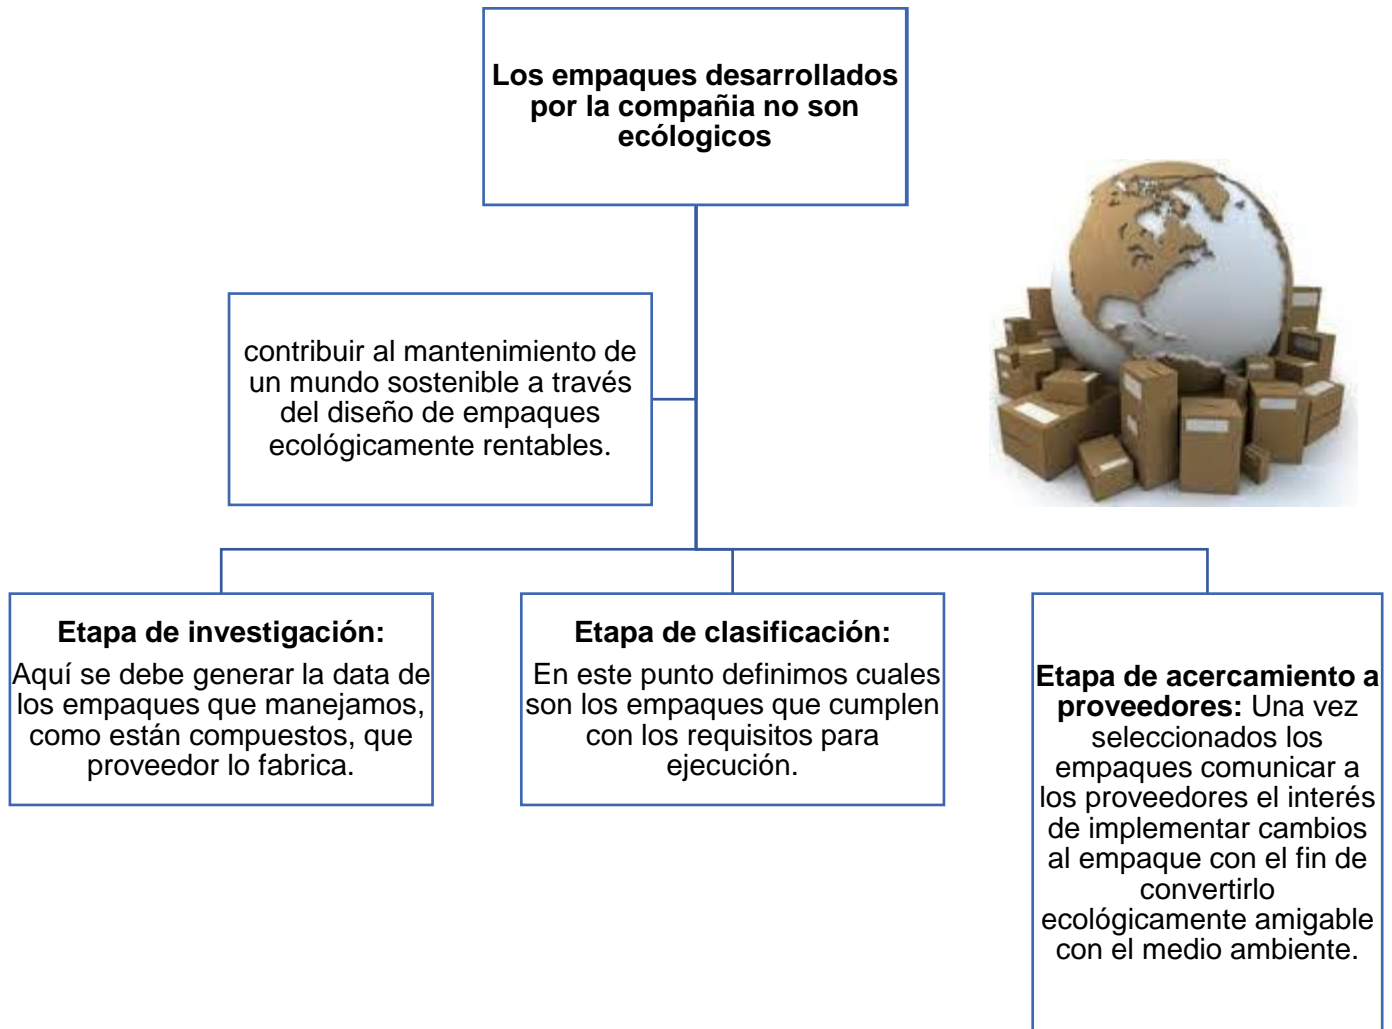 Los empaques desarrollados
por la compañia no son
ecólogicos
contribuir al mantenimiento de
un mundo sostenible a través
del diseño de empaques
ecológicamente rentables.
Etapa de investigación:
Aquí se debe generar la data de
los empaques que manejamos,
como están compuestos, que
proveedor lo fabrica.
Etapa de clasificación:
En este punto definimos cuales
son los empaques que cumplen
con los requisitos para
ejecución.
Etapa de acercamiento a
proveedores: Una vez
seleccionados los
empaques comunicar a
los proveedores el interés
de implementar cambios
al empaque con el fin de
convertirlo
ecológicamente amigable
con el medio ambiente.